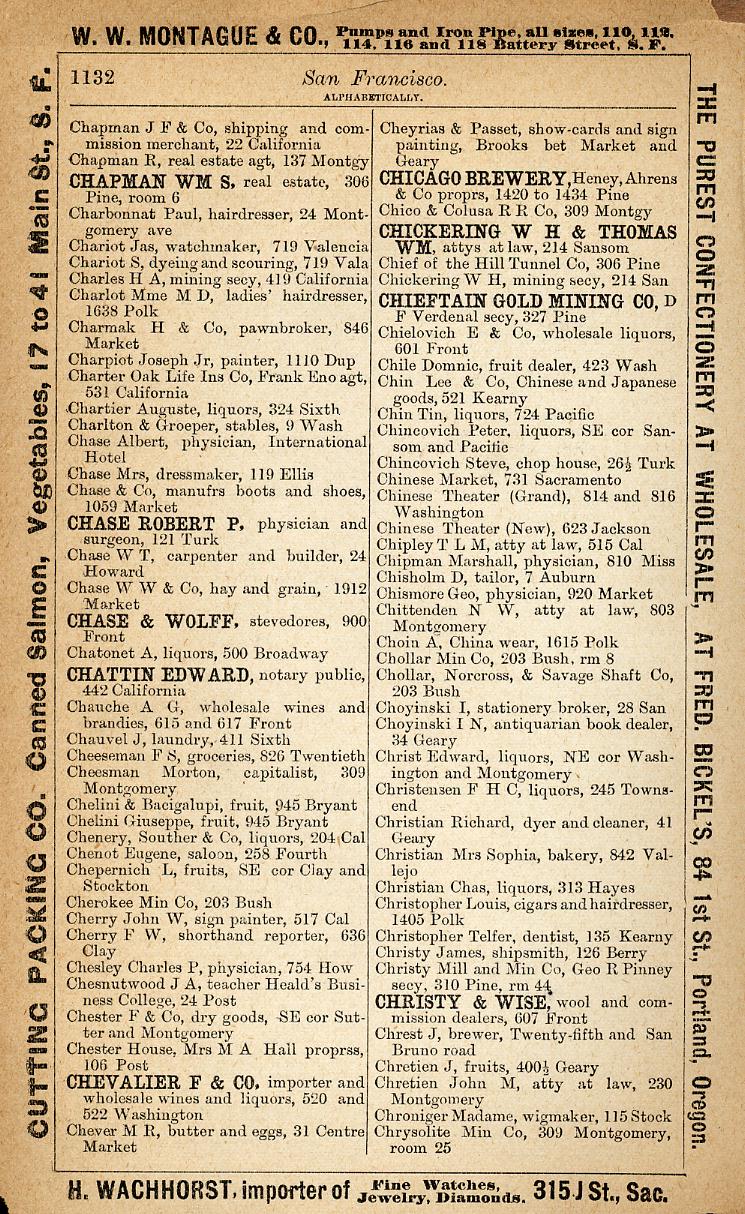 W. W. MONTAGUE & CO., Pumps and Iron Pipe, all sizes, 110, 112,
114, 116 and 118 Battery Street, S. F.
CUTTING PACKING CO. Canned Salmon, Vegetables, 17 to 41 Main St., S. F.
1132 San Francisco.
ALPHABETICALLY.
Chapman J F & Co, shipping and com-
mission merchant, 22 California
Chapman R, real estate agt, 137 Montgy
CHAPMAN WM S, real estate, 306
Pine, room 6
Charbonnat Paul, hairdresser, 24 Mont-
gomery ave
Chariot Jas, watchmaker, 719 Valencia
Chariot S, dyeing and scouring, 719 Vala
Charles H A, mining secy, 419 California
Charlot Mme M D, ladies' hairdresser,
1638 Polk
Charmak H & Co, pawnbroker, 846
Market
Charpiot Joseph Jr, painter, 1110 Dup
Charter Oak Life Ins Co, Frank Eno agt,
531 California
Chartier Auguste, liquors, 324 Sixth
Charlton & Groeper, stables, 9 Wash
Chase Albert, physician, International
Hotel
Chase Mrs, dressmaker, 119 Ellis
Chase & Co, manufrs boots and shoes,
1059 Market
CHASE ROBERT P, physician and
surgeon, 121 Turk
Chase W T, carpenter and builder, 24
Howard
Chase W W & Co, hay and grain, 1912
Market
CHASE & WOLFF, stevedores, 900
Front
Chatonet A, liquors, 500 Broadway
CHATTIN EDWARD, notary public,
442 California
Chauche A G, wholesale wines and
brandies, 615 and 617 Front
Chauvel J, laundry, 411 Sixth
Cheeseman F S, groceries, 826 Twentieth
Cheesman Morton, capitalist, 309
Montgomery
Chelini & Bacigalupi, fruit, 945 Bryant
Chelini Giuseppe, fruit, 945 Bryant
Chenery, Souther & Co, liquors, 204 Cal
Chenot Eugene, saloon, 258 Fourth
Chepernich L, fruits, SE cor Clay and
Stockton
Cherokee Min Co, 203 Bush
Cherry John W, sign painter, 517 Cal
Cherry F W, shorthand reporter, 636
Clay
Chesley Charles P, physician, 754 How
Chesnutwood J A, teacher Heald's Busi-
ness College, 24 Post
Chester F & Co, dry goods, SE cor Sut-
ter and Montgomery
Chester House, Mrs M A Hall proprss,
106 Post
CHEVALIER F & CO, importer and
wholesale wines and liquors, 520 and
522 Washington
Chever M R, butter and eggs, 31 Centre
Market
Cheyrias & Passet, show-cards and sign
painting, Brooks bet Market and
Geary
CHICAGO BREWERY, Heney, Ahrens
& Co proprs, 1420 to 1434 Pine
Chico & Colusa R R Co, 309 Montgy
CHICKERING W H & THOMAS
WM, attys at law, 214 Sansom
Chief of the Hill Tunnel Co, 306 Pine
Chickering W H, mining secy, 214 San
CHIEFTAIN GOLD MINING CO, D
F Verdenal secy, 327 Pine
Chielovich E & Co, wholesale liquors,
601 Front
Chile Domnic, fruit dealer, 423 Wash
Chin Lee & Co, Chinese and Japanese
goods, 521 Kearny
Chin Tin, liquors, 724 Pacific
Chincovich Peter, liquors, SE cor San-
som and Pacific
Chincovich Steve, chop house, 26½ Turk
Chinese Market, 731 Sacramento
Chinese Theater (Grand), 814 and 816
Washington
Chinese Theater (New), 623 Jackson
Chipley T L M, atty at law, 515 Cal
Chipman Marshall, physician, 810 Miss
Chisholm D, tailor, 7 Auburn
Chismore Geo, physician, 920 Market
Chittenden N W, atty at law, 803
Montgomery
Choin A, China wear, 1615 Polk
Chollar Min Co, 203 Bush, rm 8
Chollar, Norcross, & Savage Shaft Co,
203 Bush
Choyinski I, stationery broker, 28 San
Choyinski I N, antiquarian book dealer,
34 Geary
Christ Edward, liquors, NE cor Wash-
ington and Montgomery
Christensen F H C, liquors, 245 Towns-
end
Christian Richard, dyer and cleaner, 41
Geary
Christian Mrs Sophia, bakery, 842 Val-
lejo
Christian Chas, liquors, 313 Hayes
Christopher Louis, cigars and hairdresser,
1405 Polk
Christopher Telfer, dentist, 135 Kearny
Christy James, shipsmith, 126 Berry
Christy Mill and Min Co, Geo R Pinney
secy, 310 Pine, rm 44
CHRISTY & WISE, wool and com-
mission dealers, 607 Front
Chrest J, brewer, Twenty-fifth and San
Bruno road
Chretien J, fruits, 400½ Geary
Chretien John M, atty at law, 230
Montgomery
Chroniger Madame, wigmaker, 115 Stock
Chrysolite Min Co, 309 Montgomery,
room 25
THE PUREST CONFECTIONERY AT WHOLESALE, AT FRED. BICKEL'S, 84 1st St., Portland, Oregon.
H. WACHHORST, importer of Fine Watches,
Jewelry, Diamonds. 315 J St., Sac.